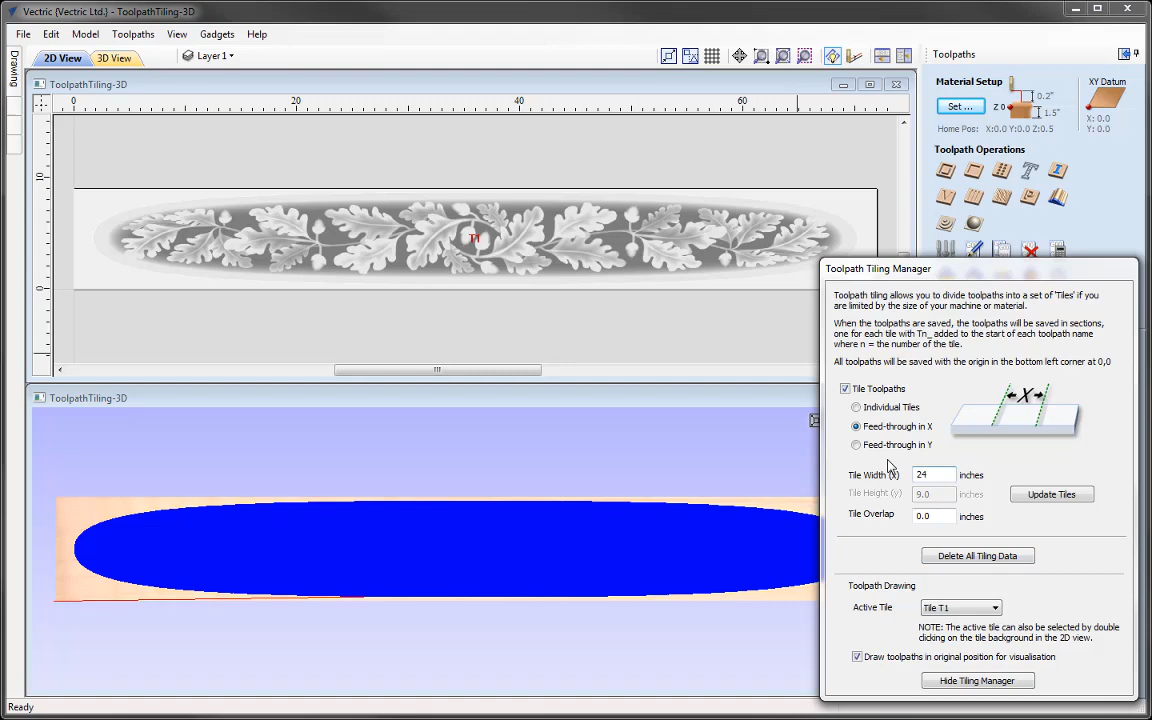 Vectric {Vectric Ltd.} - [ToolpathTiling-3D]
File Edit Model Toolpaths View Gadgets Help
Drawing
2D View 3D View Layer 1
Toolpaths
ToolpathTiling-3D
0 20 40 60
10
0
T1
Material Setup
XY Datum
Set ...
Z 0
0.2"
1.5"
X: 0.0
Y: 0.0
Home Pos: X:0.0 Y:0.0 Z:0.5
Toolpath Operations
ToolpathTiling-3D
Toolpath Tiling Manager
Toolpath tiling allows you to divide toolpaths into a set of 'Tiles' if you
are limited by the size of your machine or material.
When the toolpaths are saved, the toolpaths will be saved in sections,
one for each tile with Tn_ added to the start of each toolpath name
where n = the number of the tile.
All toolpaths will be saved with the origin in the bottom left corner at 0,0
Tile Toolpaths
Individual Tiles
Feed-through in X
Feed-through in Y
X
Tile Width (x) 24 inches
Tile Height (y) 9.0 inches
Update Tiles
Tile Overlap 0.0 inches
Delete All Tiling Data
Toolpath Drawing
Active Tile Tile T1
NOTE: The active tile can also be selected by double
clicking on the tile background in the 2D view.
Draw toolpaths in original position for visualisation
Hide Tiling Manager
Ready